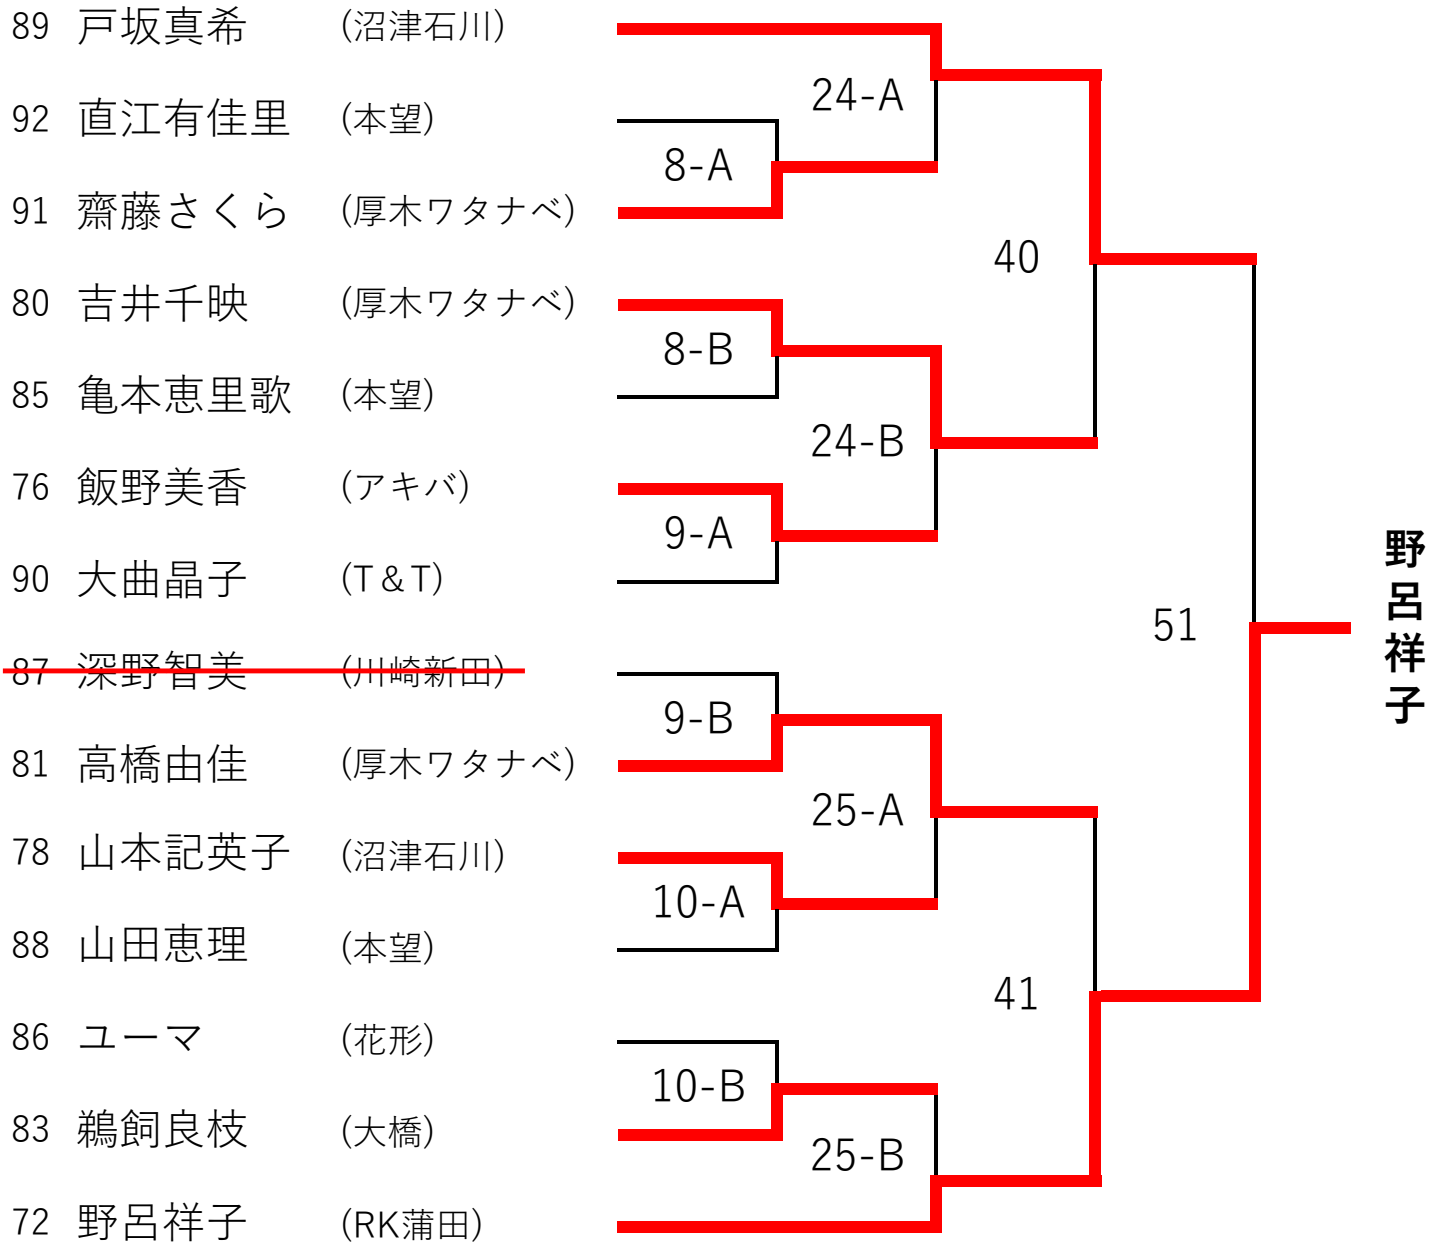 89 戸坂真希 (沼津石川)
24-A
92 直江有佳里 (本望)
8-A
91 齋藤さくら (厚木ワタナベ)
40
80 吉井千映 (厚木ワタナベ)
8-B
85 亀本恵里歌 (本望)
24-B
76 飯野美香 (アキバ)
9-A
90 大曲晶子 (T&T)
51
野呂祥子
87 深野智美 (川崎新田)
9-B
81 高橋由佳 (厚木ワタナベ)
25-A
78 山本記英子 (沼津石川)
10-A
88 山田恵理 (本望)
41
86 ユーマ (花形)
10-B
83 鵜飼良枝 (大橋)
25-B
72 野呂祥子 (RK蒲田)